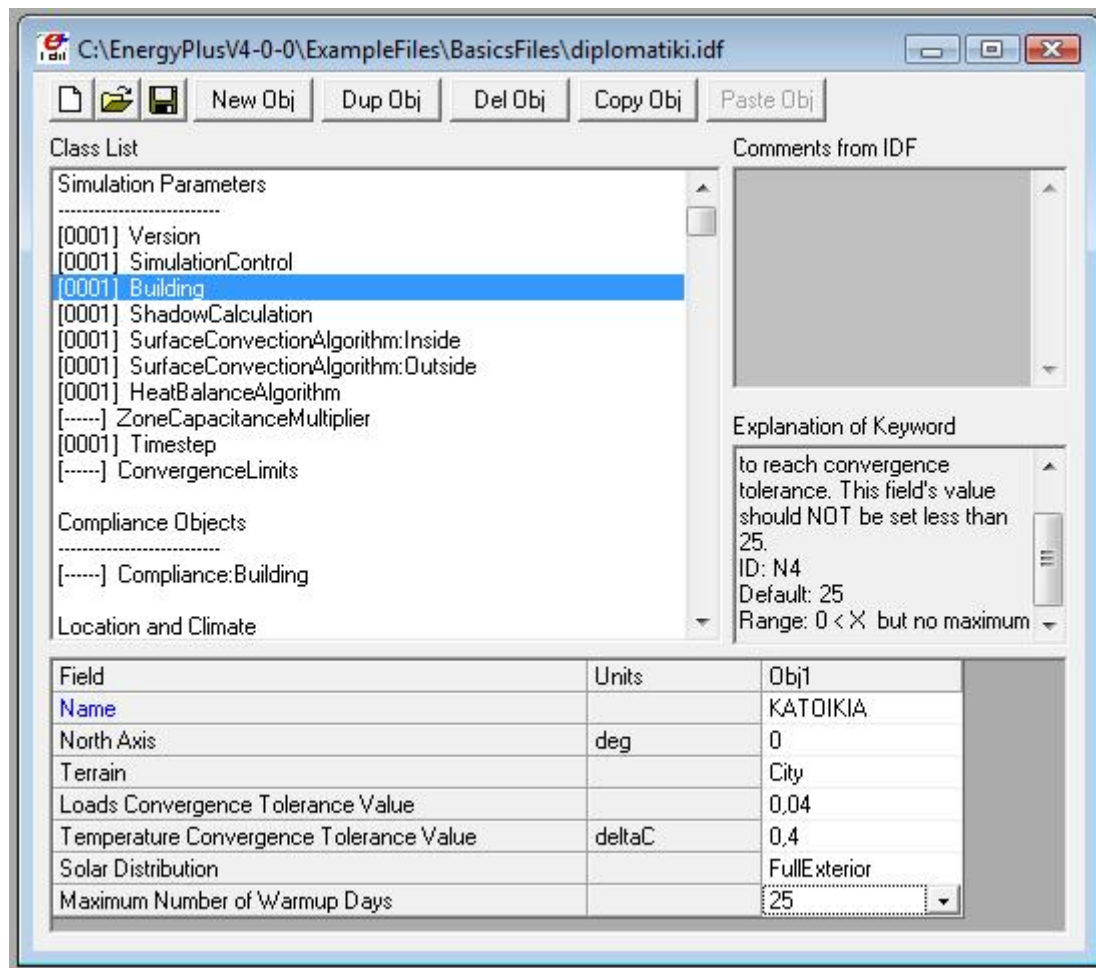 C:\EnergyPlusV4-0-0\ExampleFiles\BasicsFiles\diplomatiki.idf
New Obj Dup Obj Del Obj Copy Obj Paste Obj
Class List
Simulation Parameters
--------------------------
[0001] Version
[0001] SimulationControl
[0001] Building
[0001] ShadowCalculation
[0001] SurfaceConvectionAlgorithm:Inside
[0001] SurfaceConvectionAlgorithm:Outside
[0001] HeatBalanceAlgorithm
[------] ZoneCapacitanceMultiplier
[0001] Timestep
[------] ConvergenceLimits
Compliance Objects
--------------------------
[------] Compliance:Building
Location and Climate
Comments from IDF
Explanation of Keyword
to reach convergence
tolerance. This field's value
should NOT be set less than
25.
ID: N4
Default: 25
Range: 0 < X but no maximum
Field Units Obj1
Name KATOIKIA
North Axis deg 0
Terrain City
Loads Convergence Tolerance Value 0,04
Temperature Convergence Tolerance Value deltaC 0,4
Solar Distribution FullExterior
Maximum Number of Warmup Days 25